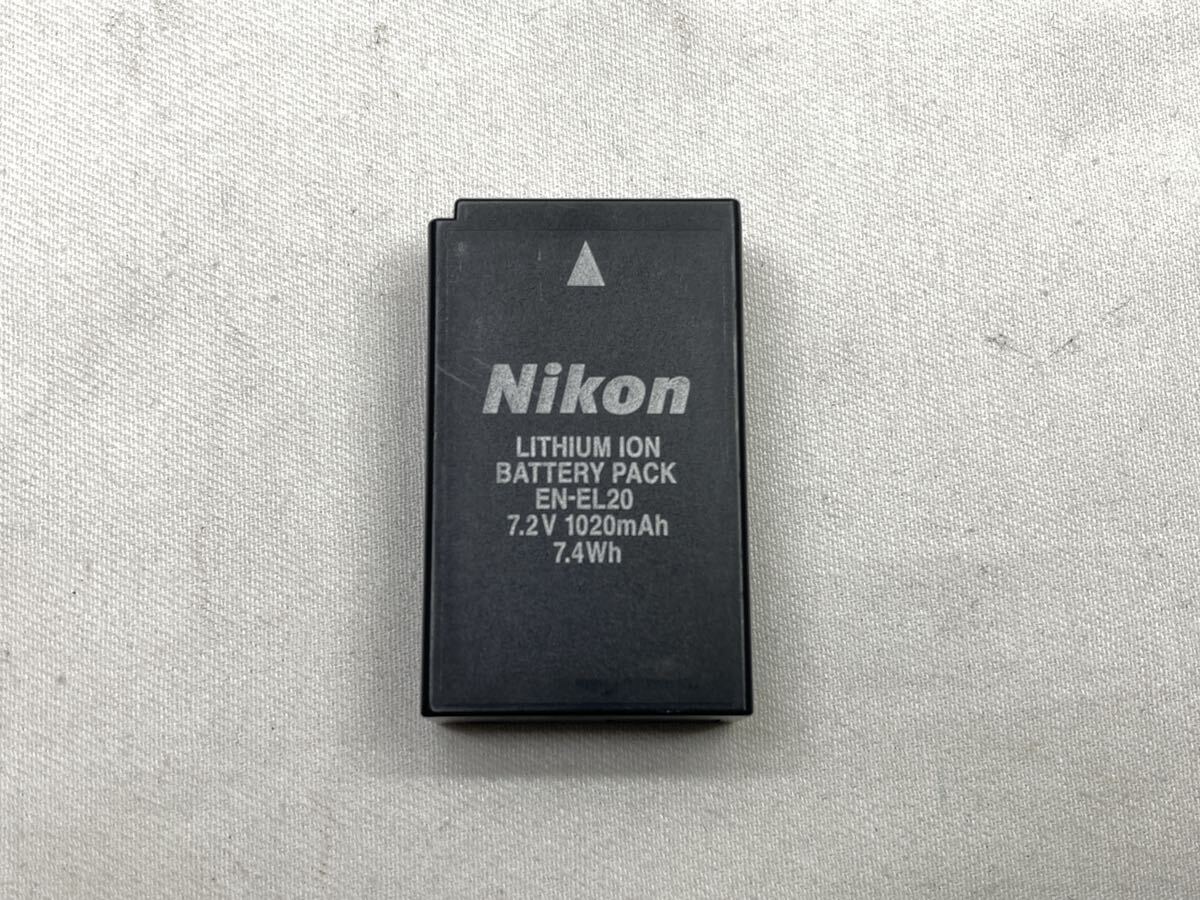 Nikon
LITHIUM ION
BATTERY PACK
EN-EL20
7.2V 1020mAh
7.4Wh